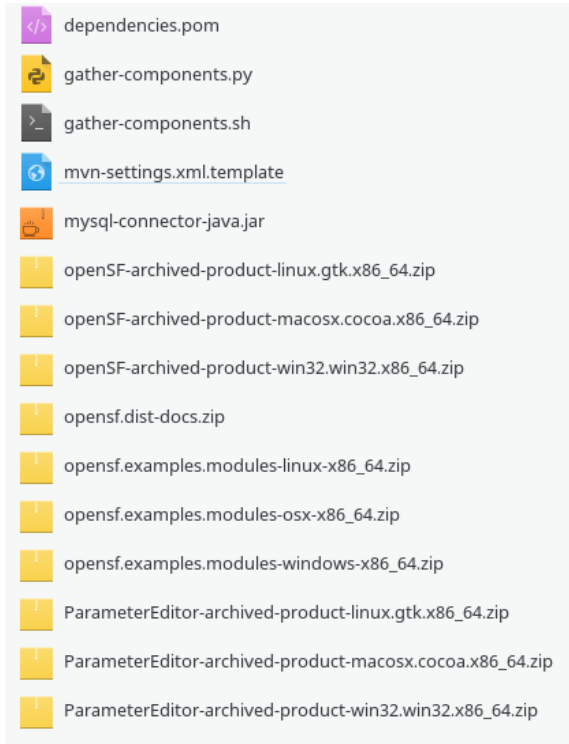 dependencies.pom
gather-components.py
gather-components.sh
mvn-settings.xml.template
mysql-connector-java.jar
openSF-archived-product-linux.gtk.x86_64.zip
openSF-archived-product-macosx.cocoa.x86_64.zip
openSF-archived-product-win32.win32.x86_64.zip
opensf.dist-docs.zip
opensf.examples.modules-linux-x86_64.zip
opensf.examples.modules-osx-x86_64.zip
opensf.examples.modules-windows-x86_64.zip
ParameterEditor-archived-product-linux.gtk.x86_64.zip
ParameterEditor-archived-product-macosx.cocoa.x86_64.zip
ParameterEditor-archived-product-win32.win32.x86_64.zip